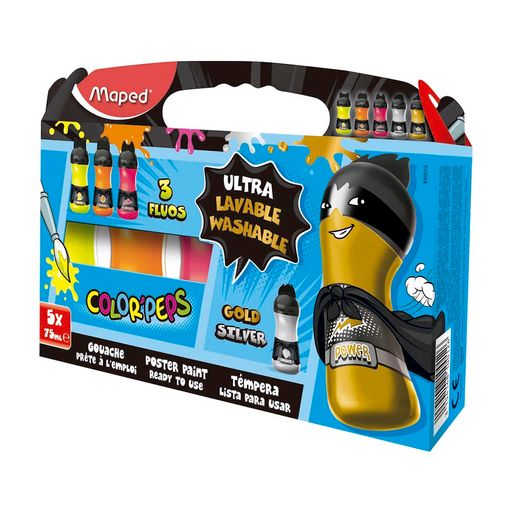 Maped
3
FLUOS
ULTRA
LAVABLE
WASHABLE
COLOR'PEPS
GOLD
SILVER
5x
75ml e
GOUACHE
PRÊTE À L'EMPLOI
POSTER PAINT
READY TO USE
TÉMPERA
LISTA PARA USAR
POWER
CE